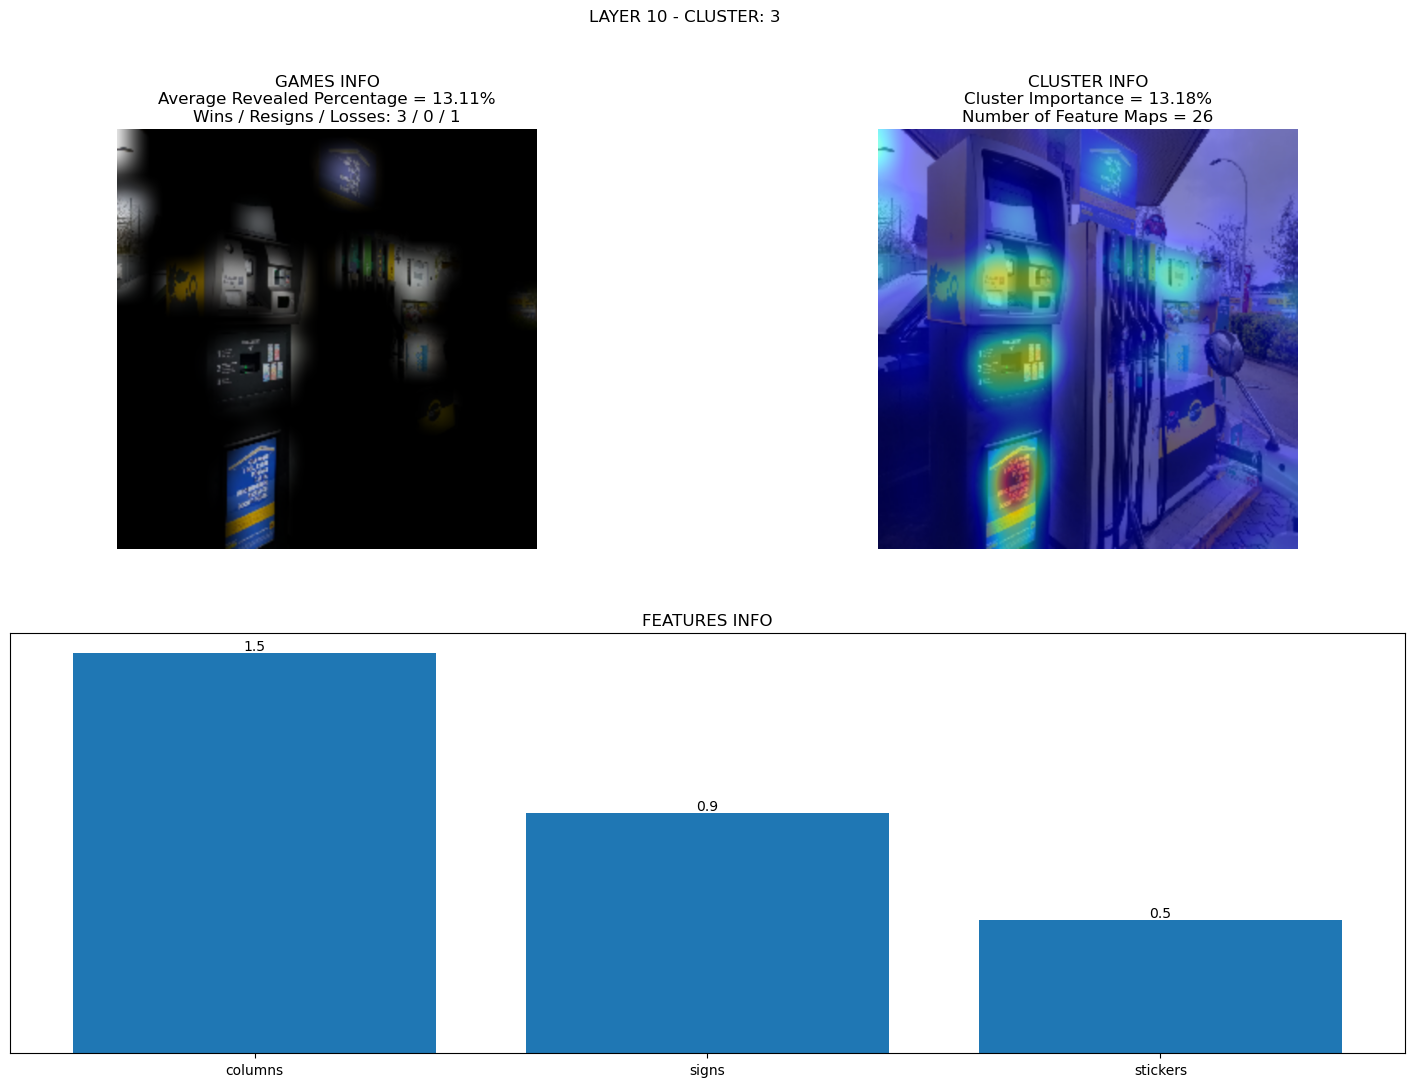 LAYER 10 - CLUSTER: 3
GAMES INFO
Average Revealed Percentage = 13.11%
Wins / Resigns / Losses: 3 / 0 / 1
CLUSTER INFO
Cluster Importance = 13.18%
Number of Feature Maps = 26
FEATURES INFO
1.5
0.9
0.5
columns
signs
stickers